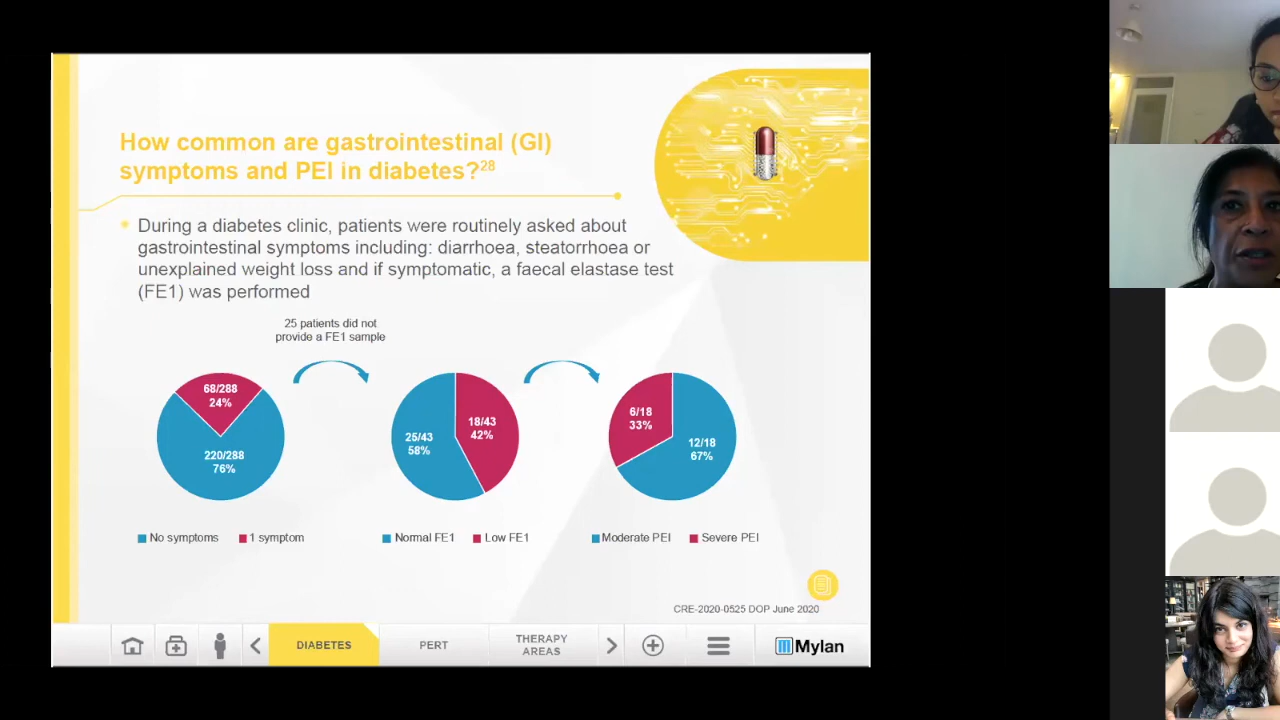 How common are gastrointestinal (GI)
symptoms and PEI in diabetes?28
During a diabetes clinic, patients were routinely asked about
gastrointestinal symptoms including: diarrhoea, steatorrhoea or
unexplained weight loss and if symptomatic, a faecal elastase test
(FE1) was performed
25 patients did not
provide a FE1 sample
68/288
24%
220/288
76%
25/43
58%
18/43
42%
6/18
33%
12/18
67%
No symptoms
1 symptom
Normal FE1
Low FE1
Moderate PEI
Severe PEI
CRE-2020-0525 DOP June 2020
DIABETES
PERT
THERAPY
AREAS
Mylan